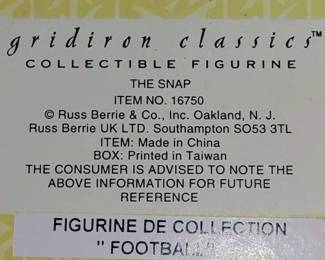 gridiron classics™
COLLECTIBLE FIGURINE
THE SNAP
ITEM NO. 16750
© Russ Berrie & Co., Inc. Oakland, N. J.
Russ Berrie UK LTD. Southampton SO53 3TL
ITEM: Made in China
BOX: Printed in Taiwan
THE CONSUMER IS ADVISED TO NOTE THE
ABOVE INFORMATION FOR FUTURE
REFERENCE
FIGURINE DE COLLECTION
" FOOTBALL"